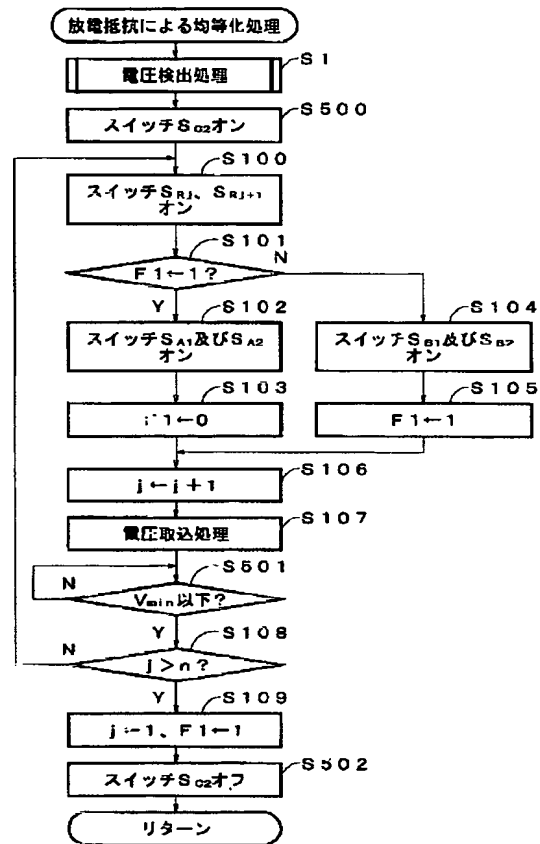 放電抵抗による均等化処理
S1
電圧検出処理
S500
スイッチSC2オン
S100
スイッチSRj、SRj+1
オン
S101
F1←1？
N
Y
S102
スイッチSA1及びSA2
オン
S104
スイッチSB1及びSB2
オン
S103
F1←0
S105
F1←1
S106
j←j+1
S107
電圧取込処理
S501
N
Vmin以下？
Y
S108
N
j>n？
Y
S109
j←1、F1←1
S502
スイッチSC2オフ
リターン